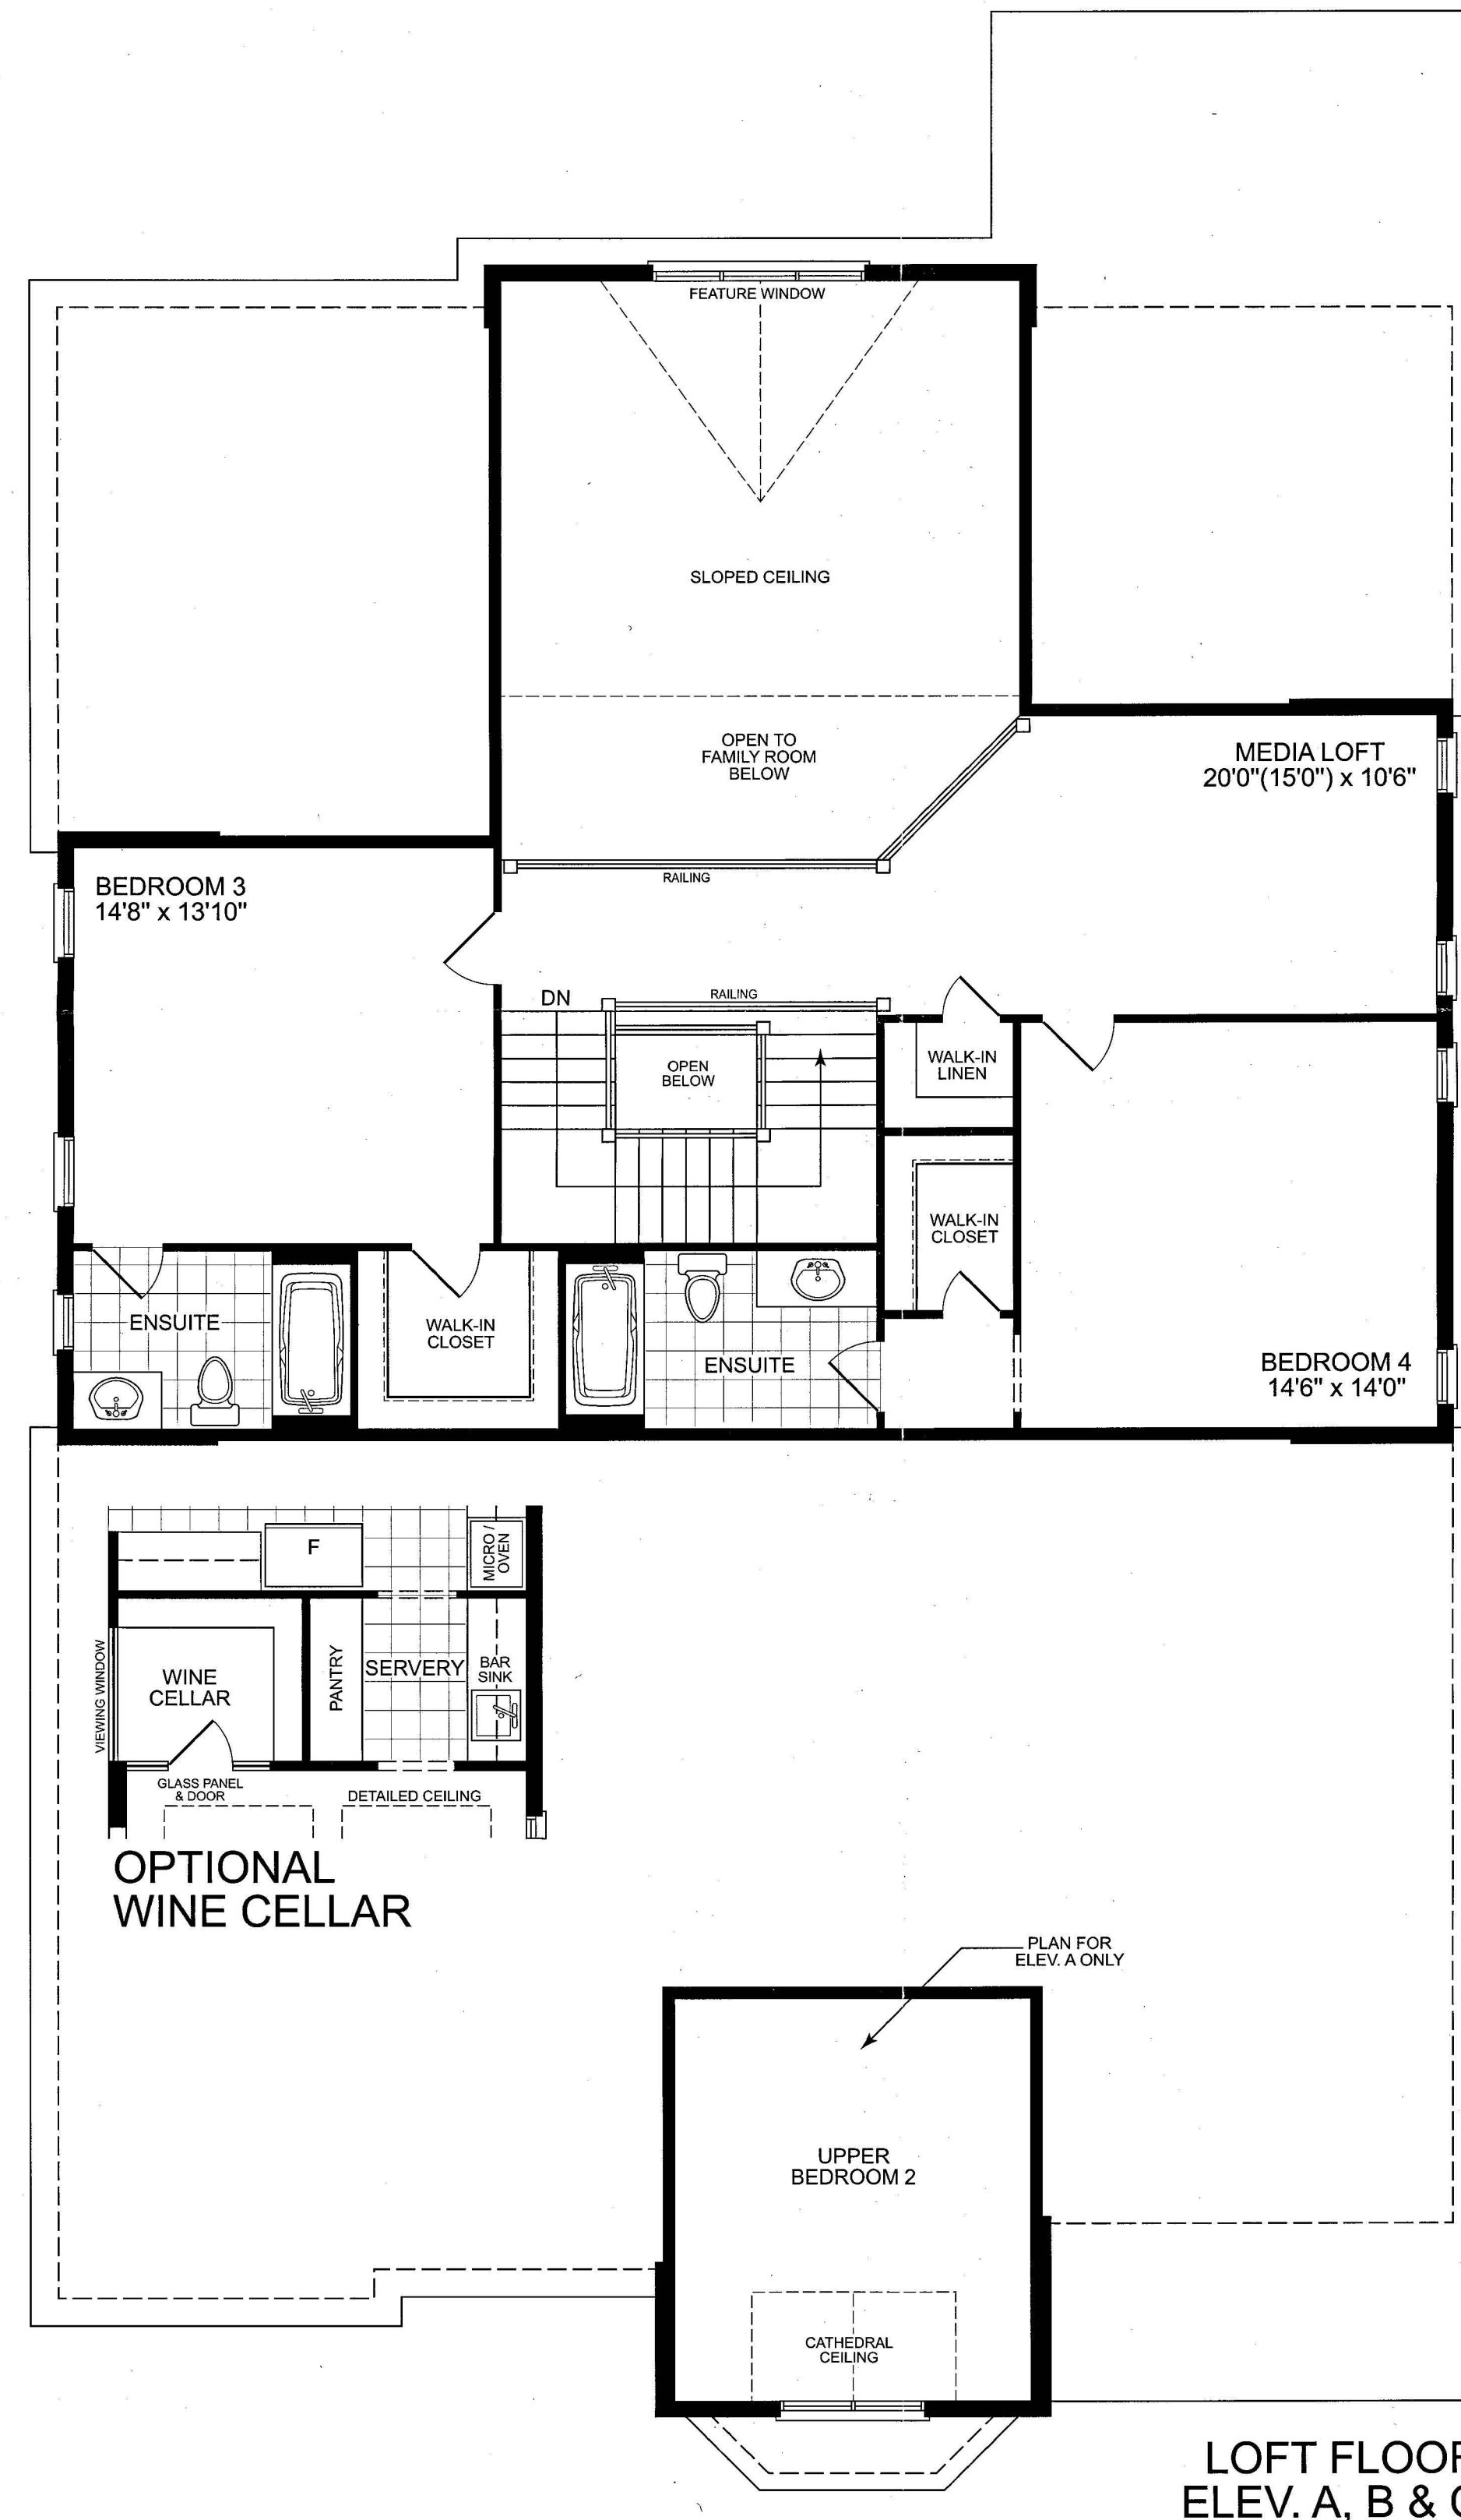 FEATURE WINDOW
SLOPED CEILING
OPEN TO
FAMILY ROOM
BELOW
MEDIA LOFT
20'0"(15'0") x 10'6"
RAILING
BEDROOM 3
14'8" x 13'10"
DN
RAILING
OPEN
BELOW
WALK-IN
LINEN
WALK-IN
CLOSET
ENSUITE
WALK-IN
CLOSET
ENSUITE
BEDROOM 4
14'6" x 14'0"
F
MICRO /
OVEN
VIEWING WINDOW
WINE
CELLAR
PANTRY
SERVERY
BAR
SINK
GLASS PANEL
& DOOR
DETAILED CEILING
OPTIONAL
WINE CELLAR
PLAN FOR
ELEV. A ONLY
UPPER
BEDROOM 2
CATHEDRAL
CEILING
LOFT FLOOR
ELEV. A, B & C